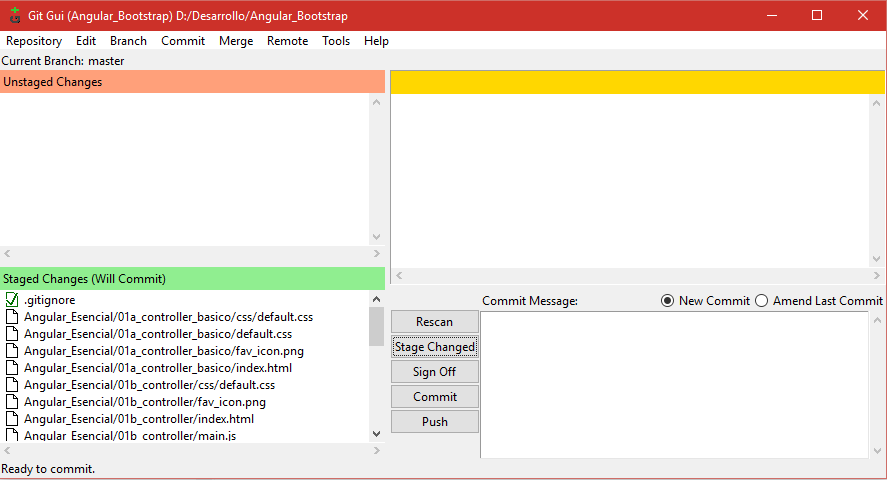 Git Gui (Angular_Bootstrap) D:/Desarrollo/Angular_Bootstrap
Repository Edit Branch Commit Merge Remote Tools Help
Current Branch: master
Unstaged Changes
Staged Changes (Will Commit)
.gitignore
Angular_Esencial/01a_controller_basico/css/default.css
Angular_Esencial/01a_controller_basico/default.css
Angular_Esencial/01a_controller_basico/fav_icon.png
Angular_Esencial/01a_controller_basico/index.html
Angular_Esencial/01b_controller/css/default.css
Angular_Esencial/01b_controller/fav_icon.png
Angular_Esencial/01b_controller/index.html
Angular_Esencial/01b_controller/main.js
Commit Message: New Commit Amend Last Commit
Rescan
Stage Changed
Sign Off
Commit
Push
Ready to commit.